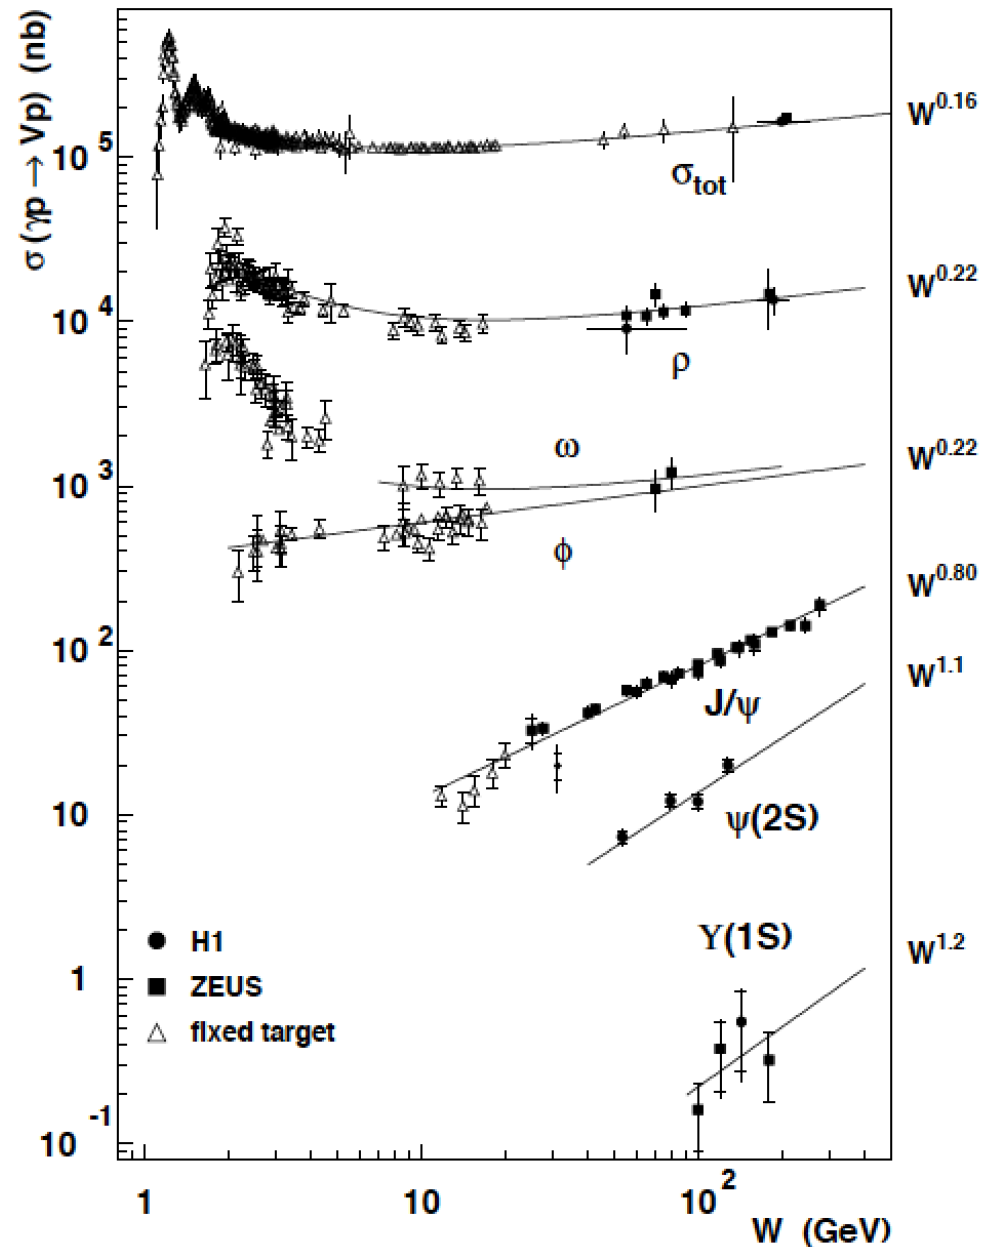 σ (γp → Vp) (nb)
10^5
10^4
10^3
10^2
10
1
10^-1
W^0.16
σ_tot
W^0.22
ρ
ω
W^0.22
ϕ
W^0.80
J/ψ
W^1.1
ψ(2S)
Υ(1S)
W^1.2
H1
ZEUS
fixed target
1
10
10^2
W (GeV)